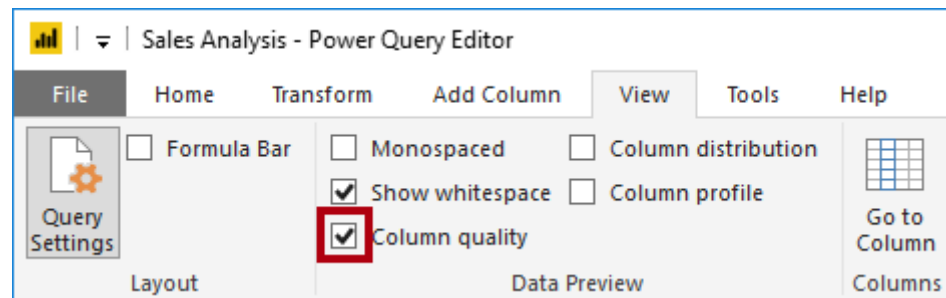 Sales Analysis - Power Query Editor
File Home Transform Add Column View Tools Help
Formula Bar
Monospaced
Column distribution
Show whitespace
Column profile
Column quality
Query
Settings
Go to
Column
Layout
Data Preview
Columns